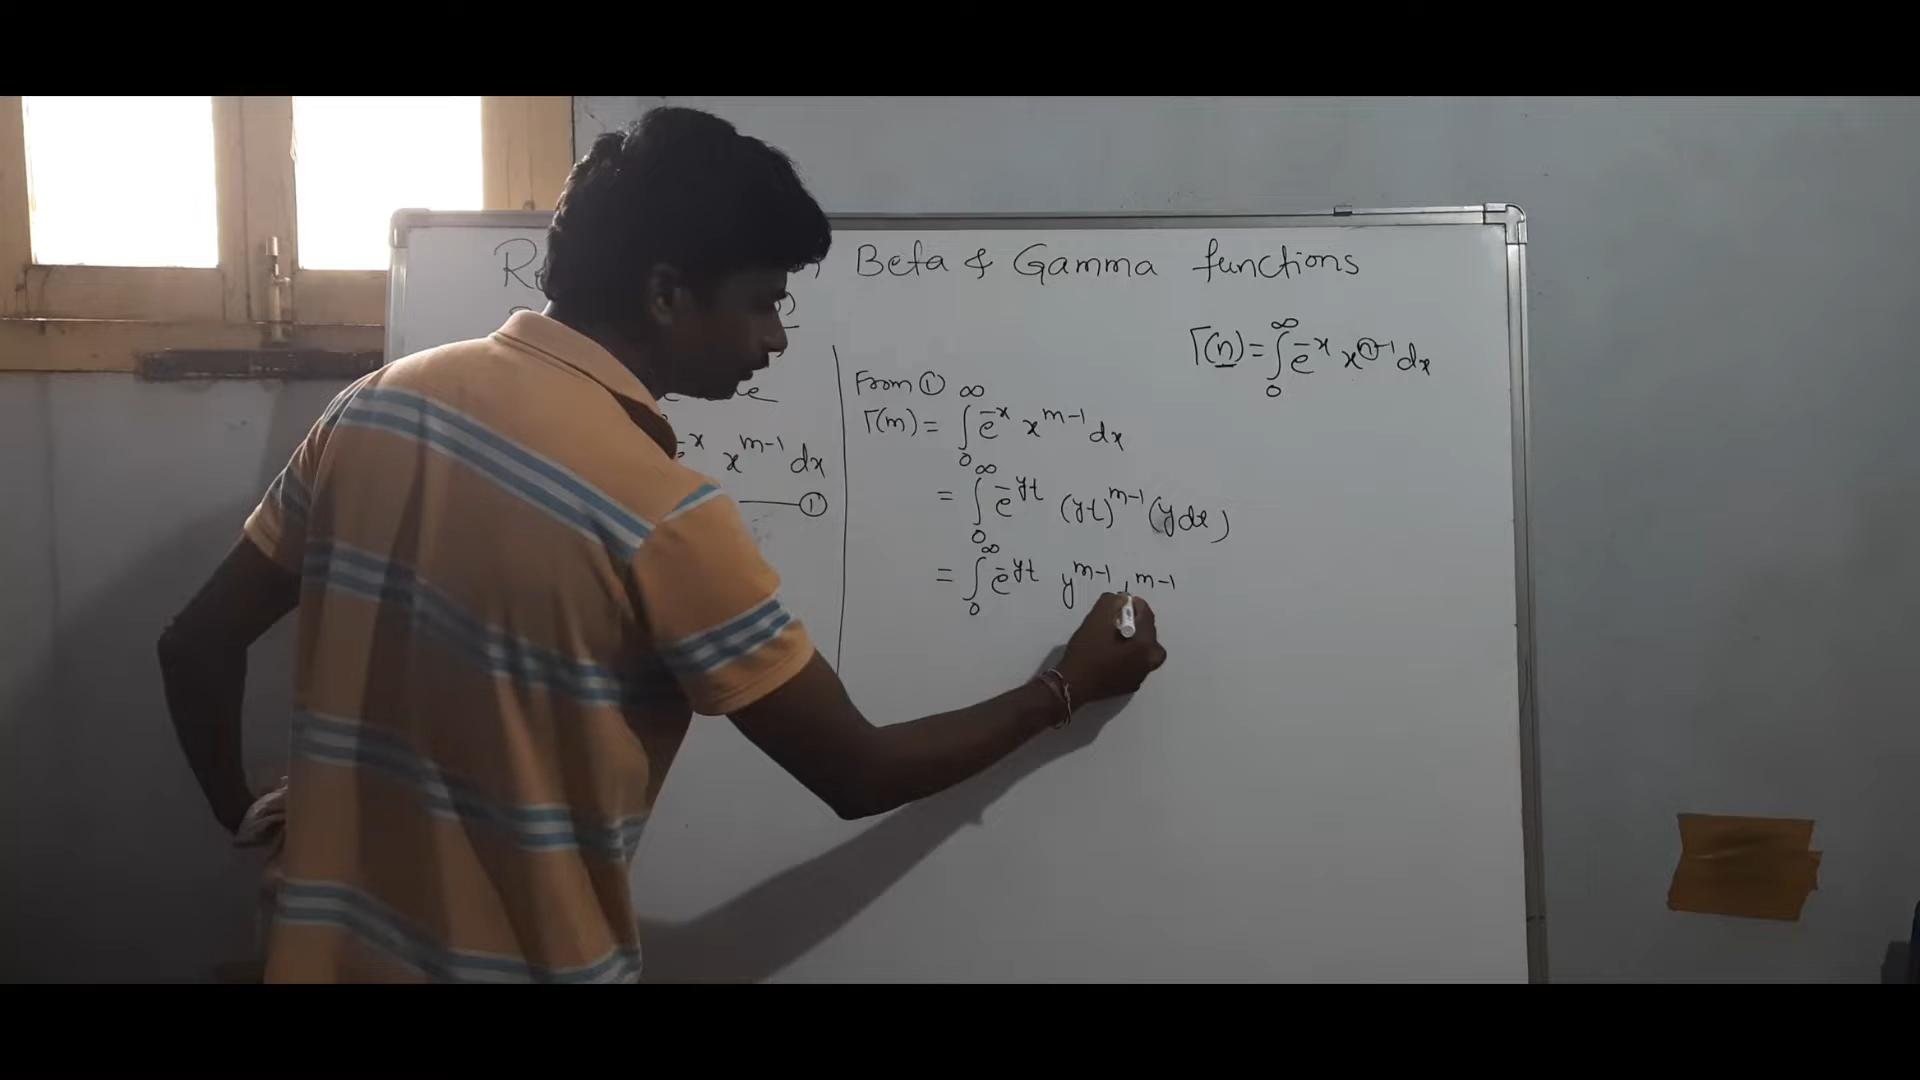 Beta & Gamma functions
Γ(n) = ∫₀^∞ e^-x x^n-1 dx
x^m-1 dx
①
From ①
Γ(m) = ∫₀^∞ e^-x x^m-1 dx
= ∫₀^∞ e^-yt (yt)^m-1 (y dt)
= ∫₀^∞ e^-yt y^m-1 t^m-1